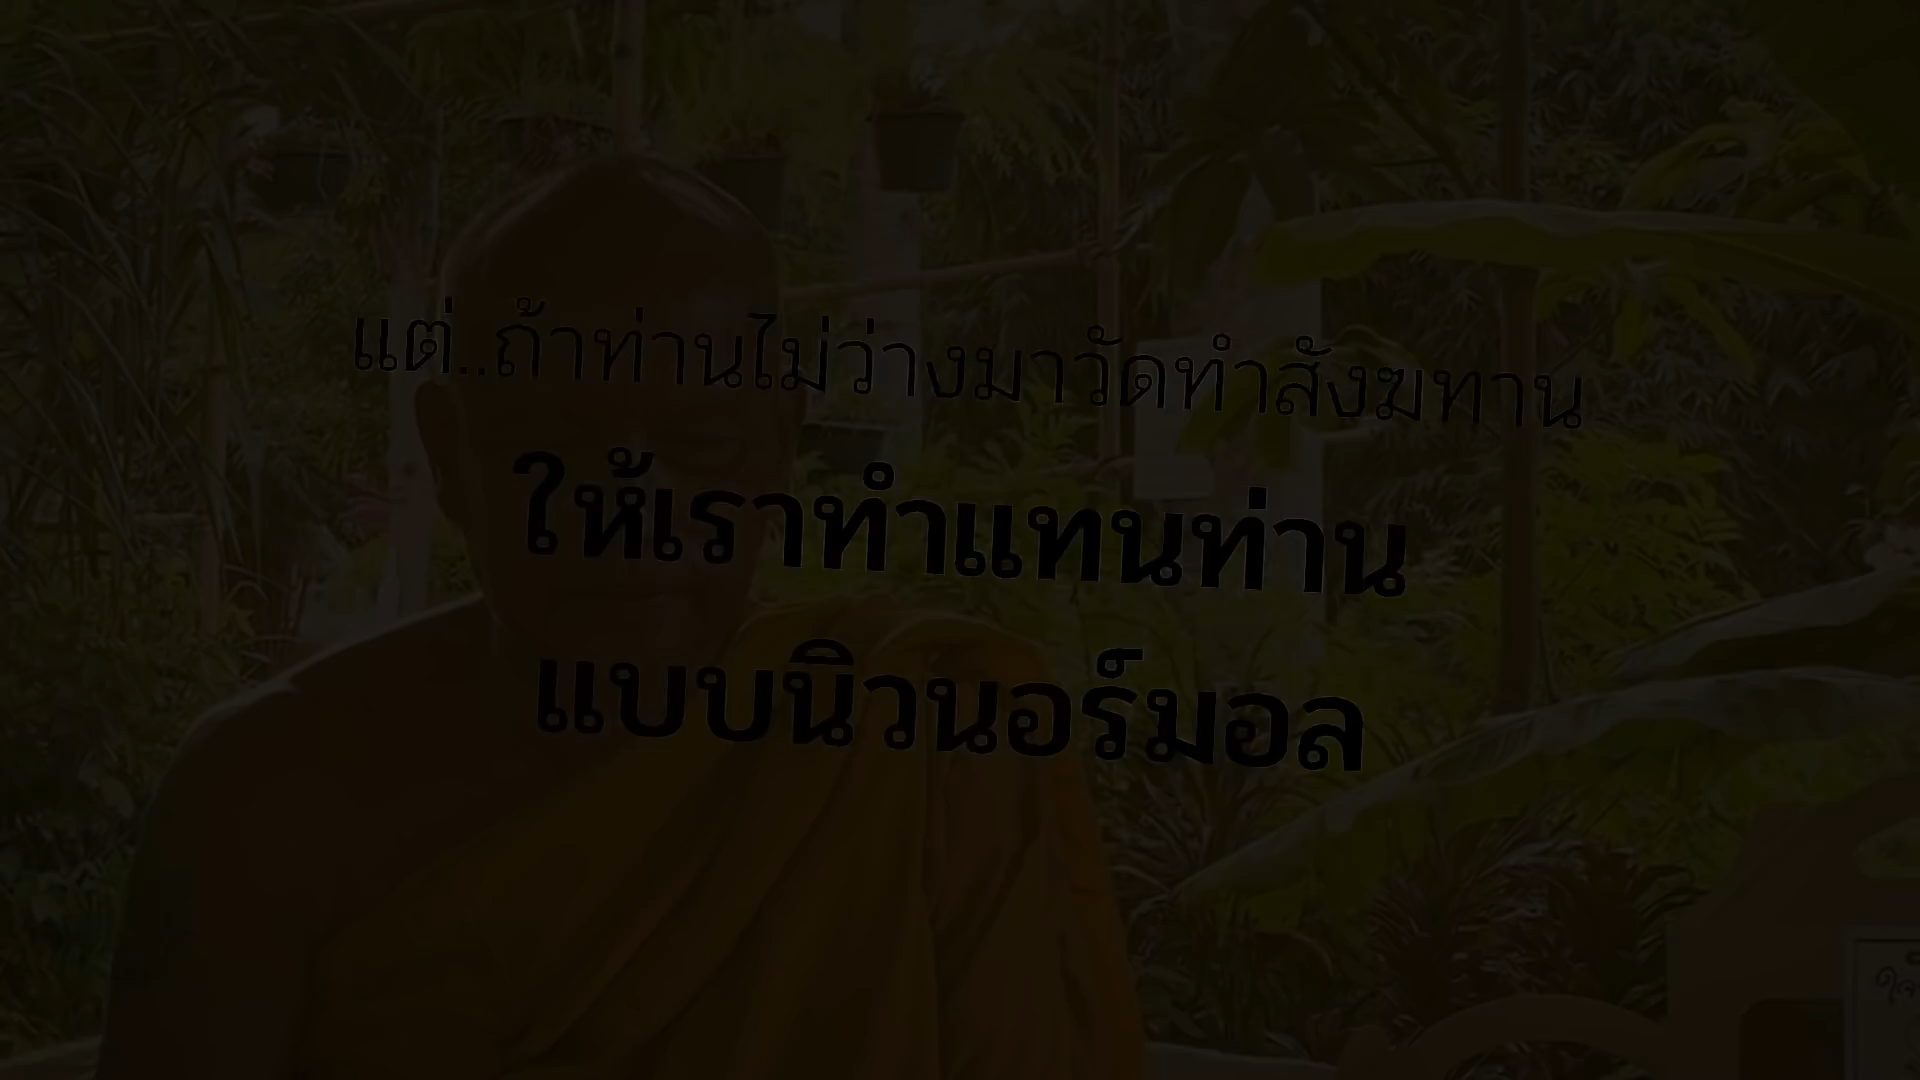 แต่..ถ้าท่านไม่ว่างมาวัดทำสังฆทาน
ให้เราทำแทนท่าน
แบบนิวนอร์มอล